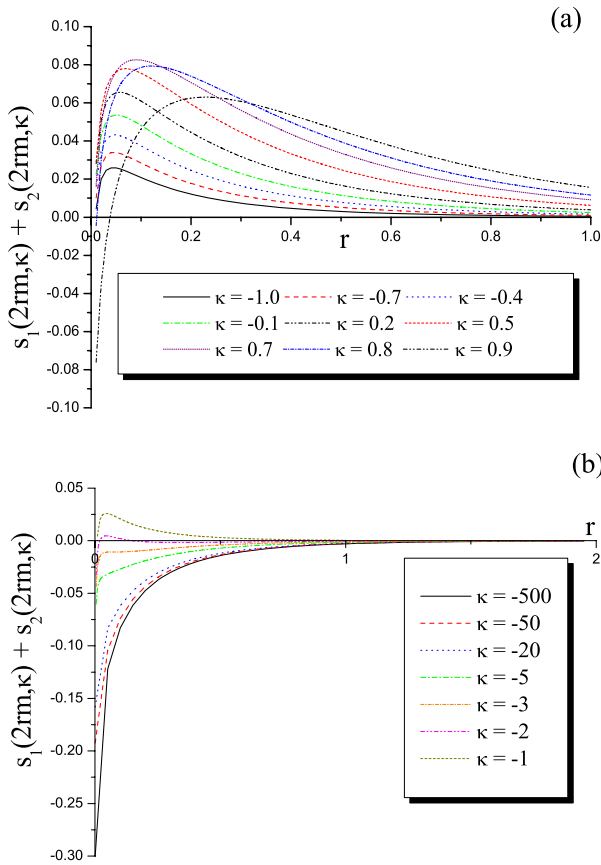 (a)
s₁(2rm,κ) + s₂(2rm,κ)
0.10
0.08
0.06
0.04
0.02
0.00
-0.02
-0.04
-0.06
-0.08
-0.10
0.0 0.2 0.4 0.6 0.8 1.0
r
κ = -1.0 κ = -0.7 κ = -0.4
κ = -0.1 κ = 0.2 κ = 0.5
κ = 0.7 κ = 0.8 κ = 0.9
(b)
s₁(2rm,κ) + s₂(2rm,κ)
0.05
0.00
-0.05
-0.10
-0.15
-0.20
-0.25
-0.30
r
0 1 2
κ = -500
κ = -50
κ = -20
κ = -5
κ = -3
κ = -2
κ = -1